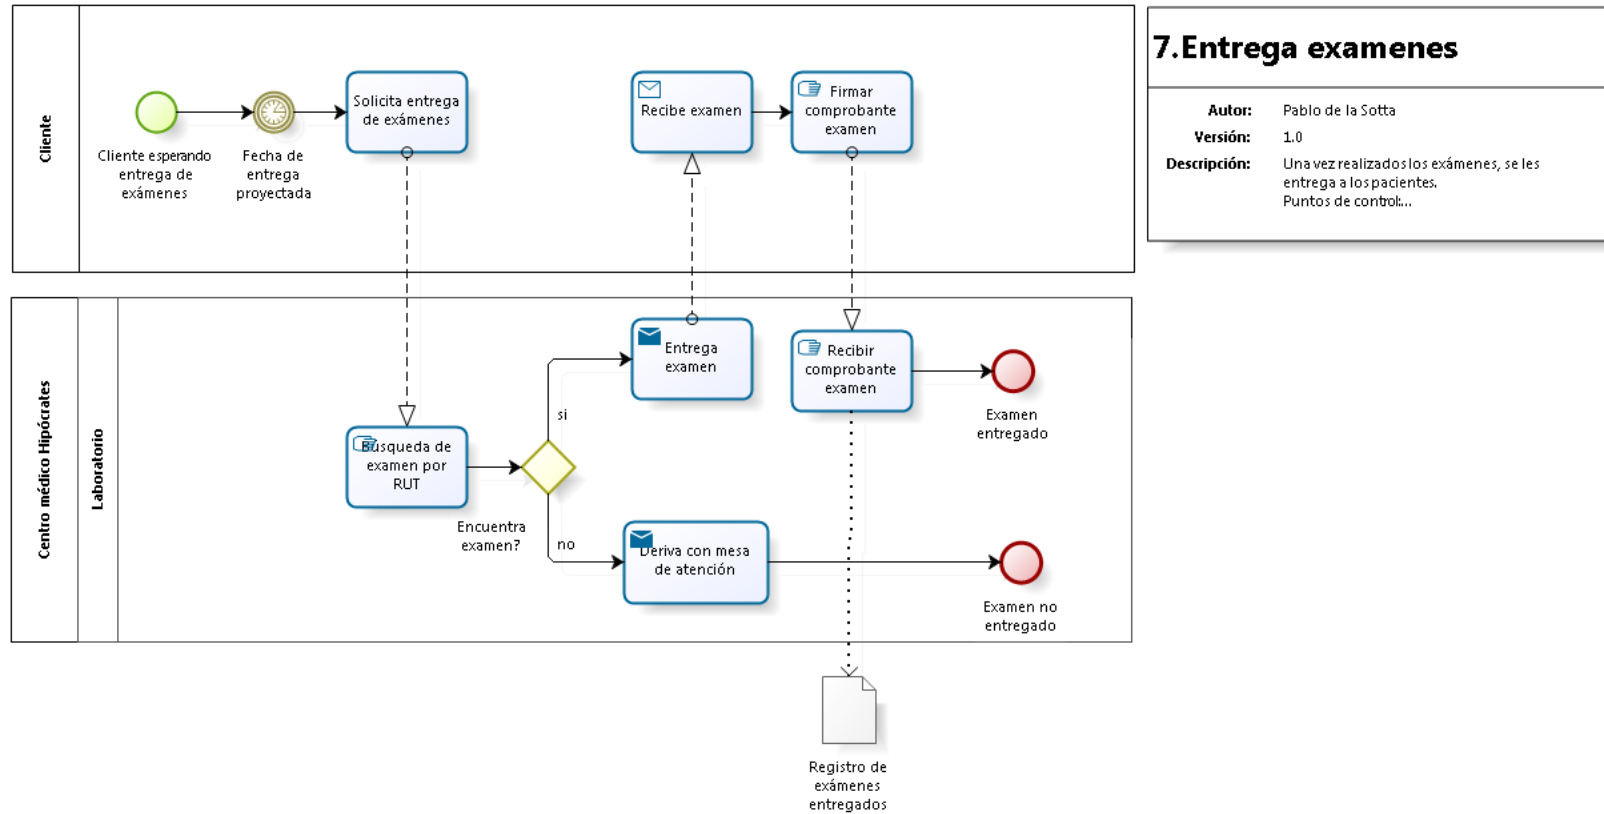 7.Entrega examenes
Autor: Pablo de la Sotta
Versión: 1.0
Descripción: Una vez realizados los exámenes, se les
entrega a los pacientes.
Puntos de control:...
Cliente
Cliente esperando
entrega de
exámenes
Fecha de
entrega
proyectada
Solicita entrega
de exámenes
Recibe examen
Firmar
comprobante
examen
Centro médico Hipócrates
Laboratorio
Búsqueda de
examen por
RUT
Encuentra
examen?
si
no
Entrega
examen
Deriva con mesa
de atención
Recibir
comprobante
examen
Examen
entregado
Examen no
entregado
Registro de
exámenes
entregados